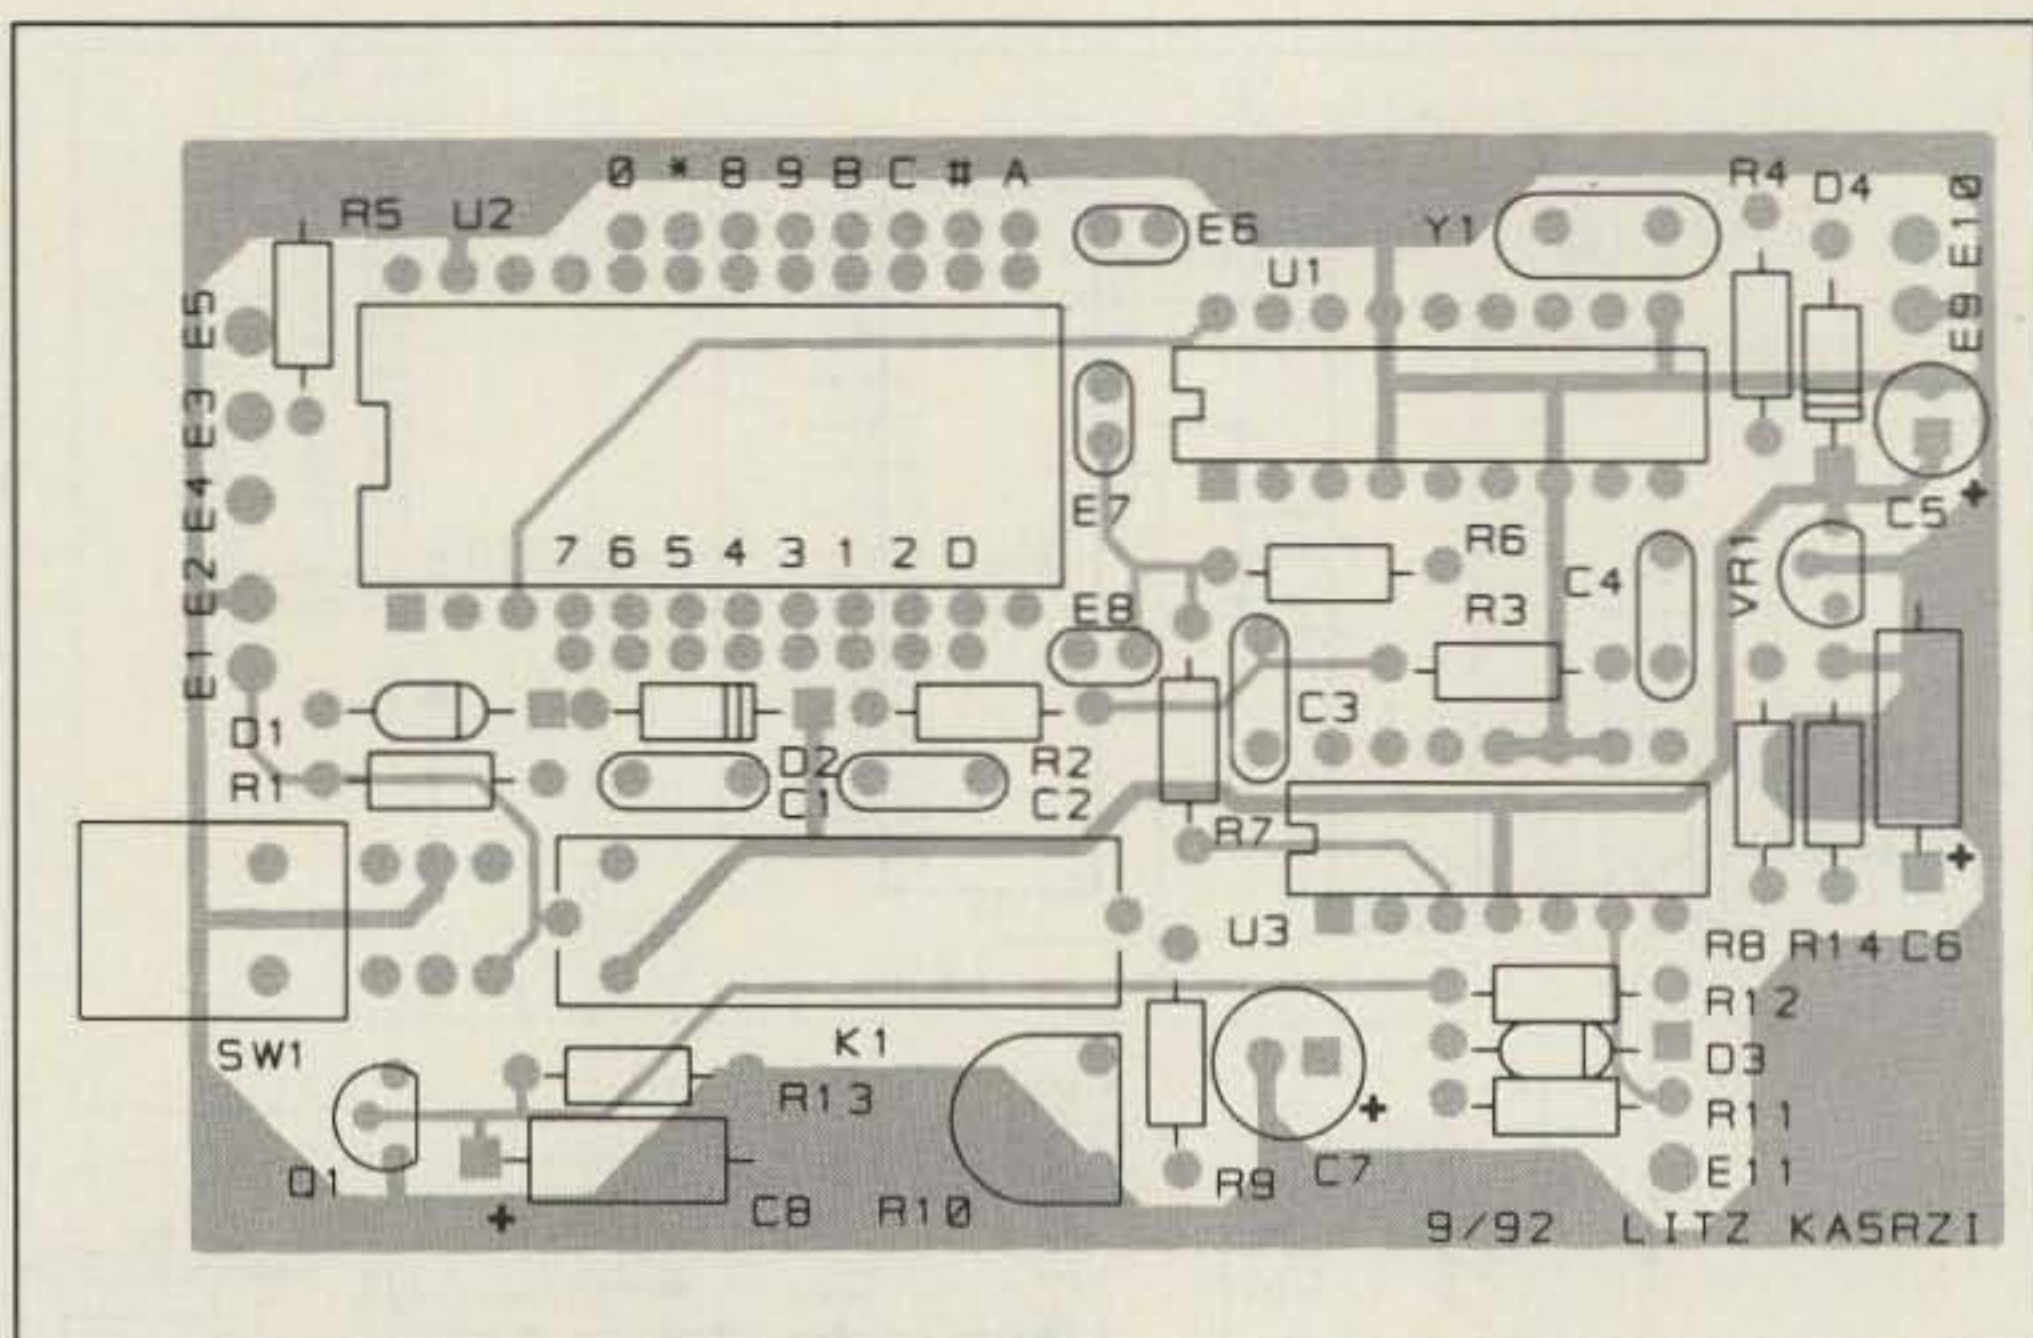 0 * 8 9 B C # A
R5 U2
E6
Y1
R4 D4
E10
U1
E9
E5
E3
E4
E2
E1
E7
7 6 5 4 3 1 2 D
R6
C5 +
C4
VR1
E8
R3
C3
D1
D2
R2
R1
C1
C2
R7
+
U3
R8 R14 C6
R12
SW1
K1
D3
R13
+
R11
Q1
R9
C7
E11
+
C8
R10
9/92 LITZ KA5RZI